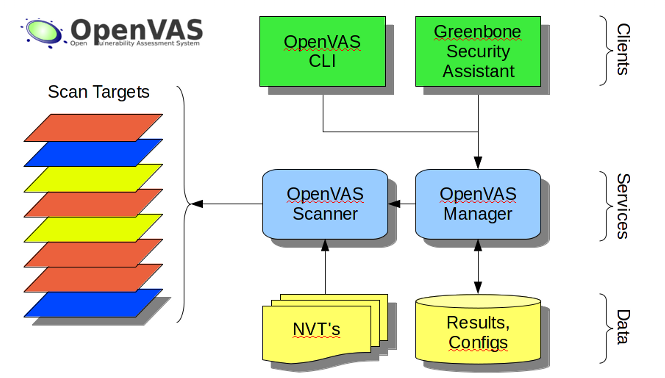 OpenVAS
Open Vulnerability Assessment System
OpenVAS
CLI
Greenbone
Security
Assistant
Clients
Scan Targets
OpenVAS
Scanner
OpenVAS
Manager
Services
NVT's
Results,
Configs
Data